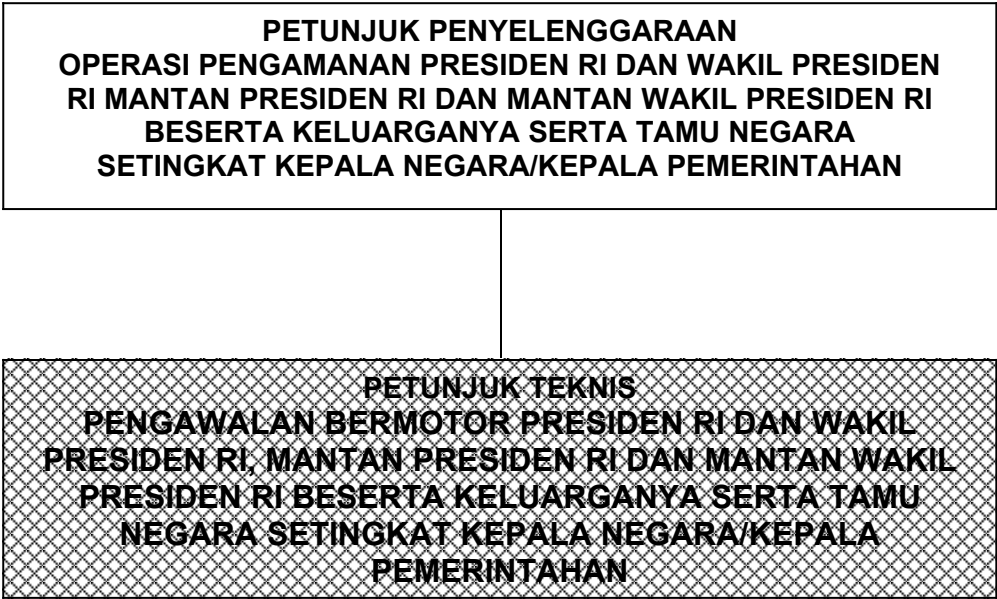 PETUNJUK PENYELENGGARAAN
OPERASI PENGAMANAN PRESIDEN RI DAN WAKIL PRESIDEN
RI MANTAN PRESIDEN RI DAN MANTAN WAKIL PRESIDEN RI
BESERTA KELUARGANYA SERTA TAMU NEGARA
SETINGKAT KEPALA NEGARA/KEPALA PEMERINTAHAN
PETUNJUK TEKNIS
PENGAWALAN BERMOTOR PRESIDEN RI DAN WAKIL
PRESIDEN RI, MANTAN PRESIDEN RI DAN MANTAN WAKIL
PRESIDEN RI BESERTA KELUARGANYA SERTA TAMU
NEGARA SETINGKAT KEPALA NEGARA/KEPALA
PEMERINTAHAN